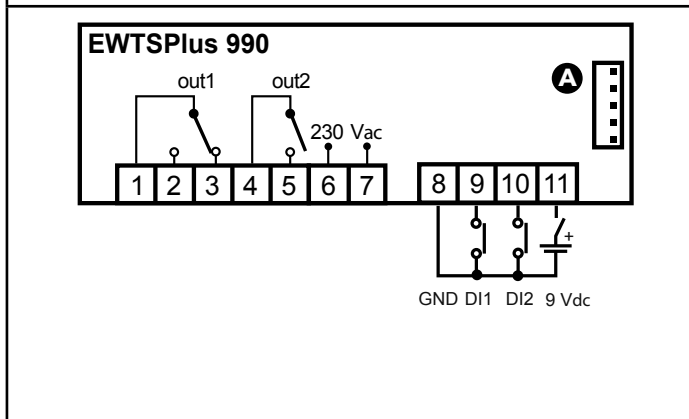 EWTSPlus 990
out1 out2
A
230 Vac
1 2 3 4 5 6 7 8 9 10 11
+
GND DI1 DI2 9 Vdc